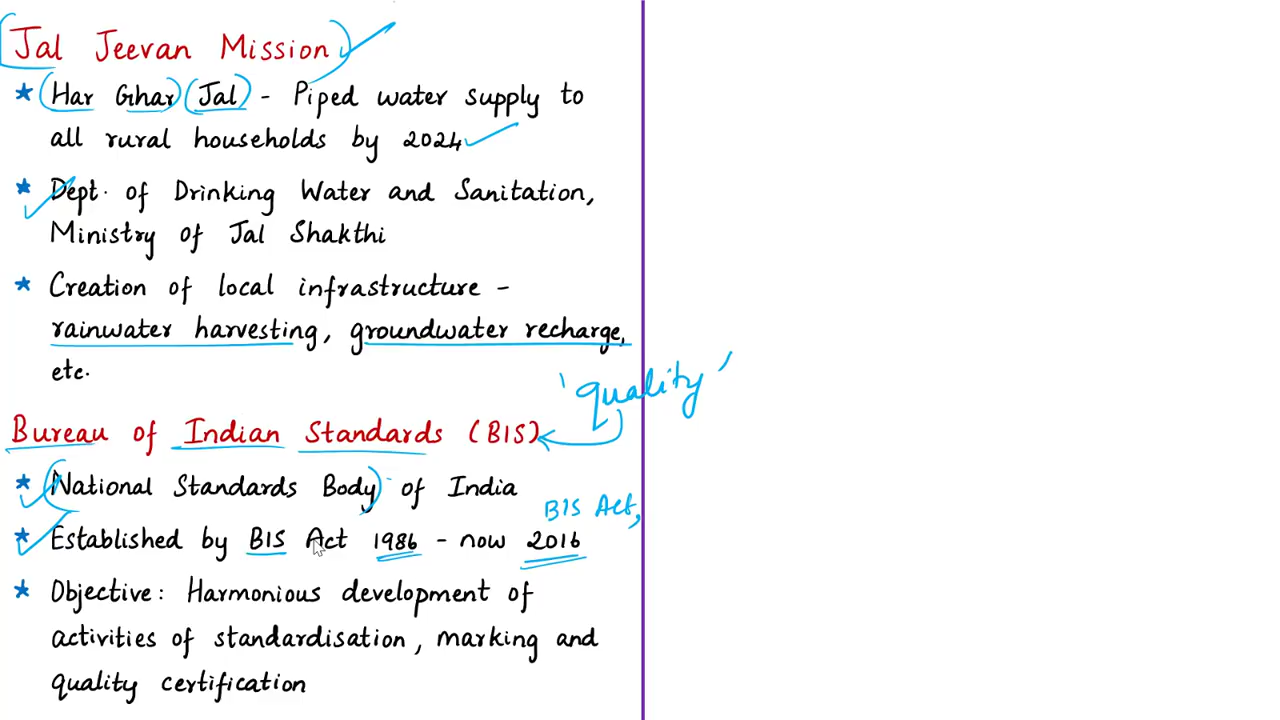 Jal Jeevan Mission
* Har Ghar Jal - Piped water supply to
all rural households by 2024
* Dept. of Drinking Water and Sanitation,
Ministry of Jal Shakthi
* Creation of local infrastructure -
rainwater harvesting, groundwater recharge,
etc.
'quality'
Bureau of Indian Standards (BIS)
* National Standards Body of India
BIS Act,
* Established by BIS Act 1986 - now 2016
* Objective: Harmonious development of
activities of standardisation, marking and
quality certification